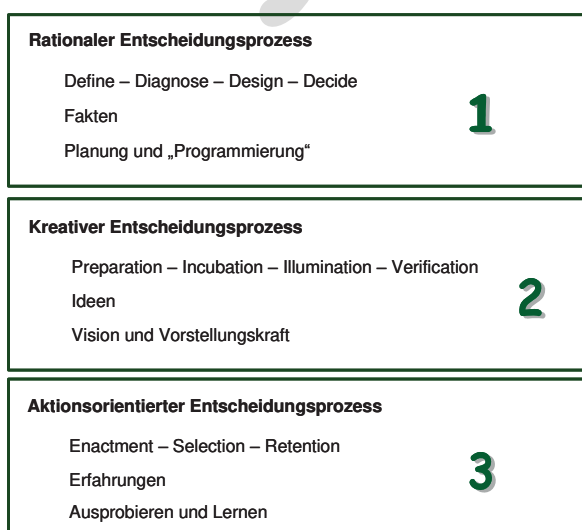 Rationaler Entscheidungsprozess
Define – Diagnose – Design – Decide
Fakten
Planung und „Programmierung“
1
Kreativer Entscheidungsprozess
Preparation – Incubation – Illumination – Verification
Ideen
Vision und Vorstellungskraft
2
Aktionsorientierter Entscheidungsprozess
Enactment – Selection – Retention
Erfahrungen
Ausprobieren und Lernen
3